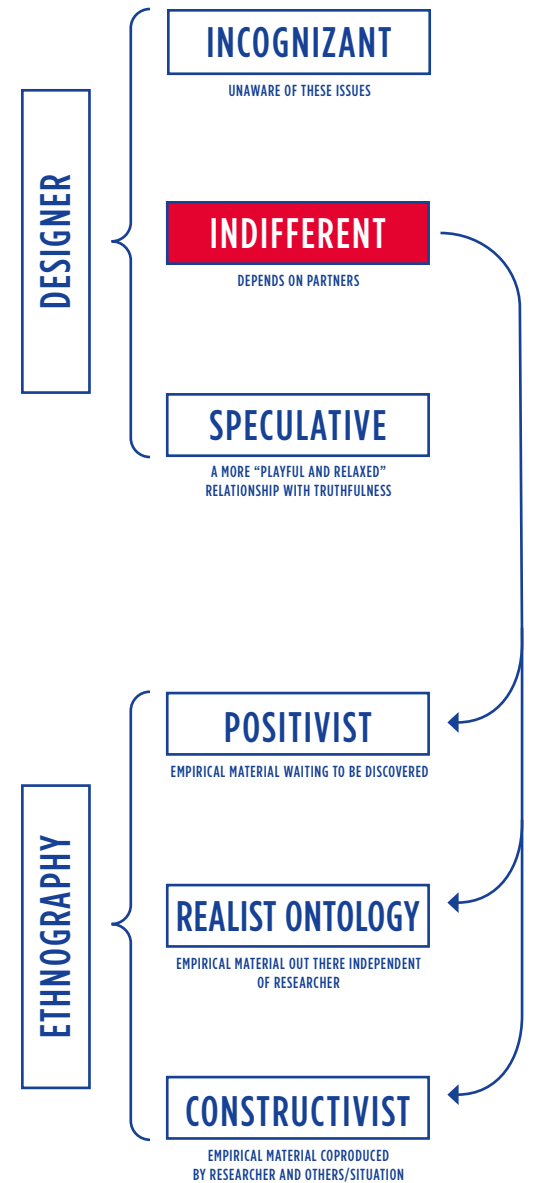 DESIGNER
INCOGNIZANT
UNAWARE OF THESE ISSUES
INDIFFERENT
DEPENDS ON PARTNERS
SPECULATIVE
A MORE “PLAYFUL AND RELAXED”
RELATIONSHIP WITH TRUTHFULNESS
ETHNOGRAPHY
POSITIVIST
EMPIRICAL MATERIAL WAITING TO BE DISCOVERED
REALIST ONTOLOGY
EMPIRICAL MATERIAL OUT THERE INDEPENDENT
OF RESEARCHER
CONSTRUCTIVIST
EMPIRICAL MATERIAL COPRODUCED
BY RESEARCHER AND OTHERS/SITUATION